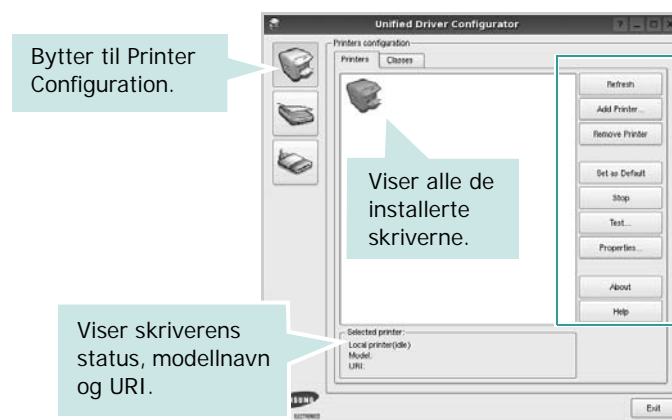 Unified Driver Configurator
Bytter til Printer
Configuration.
Printers configuration
Printers Classes
Refresh
Add Printer...
Remove Printer
Set as Default
Stop
Test...
Properties...
About
Help
Viser alle de
installerte
skriverne.
Viser skriverens
status, modellnavn
og URI.
Selected printer:
Local printer(idle)
Model:
URI:
ELECTRONICS
Exit